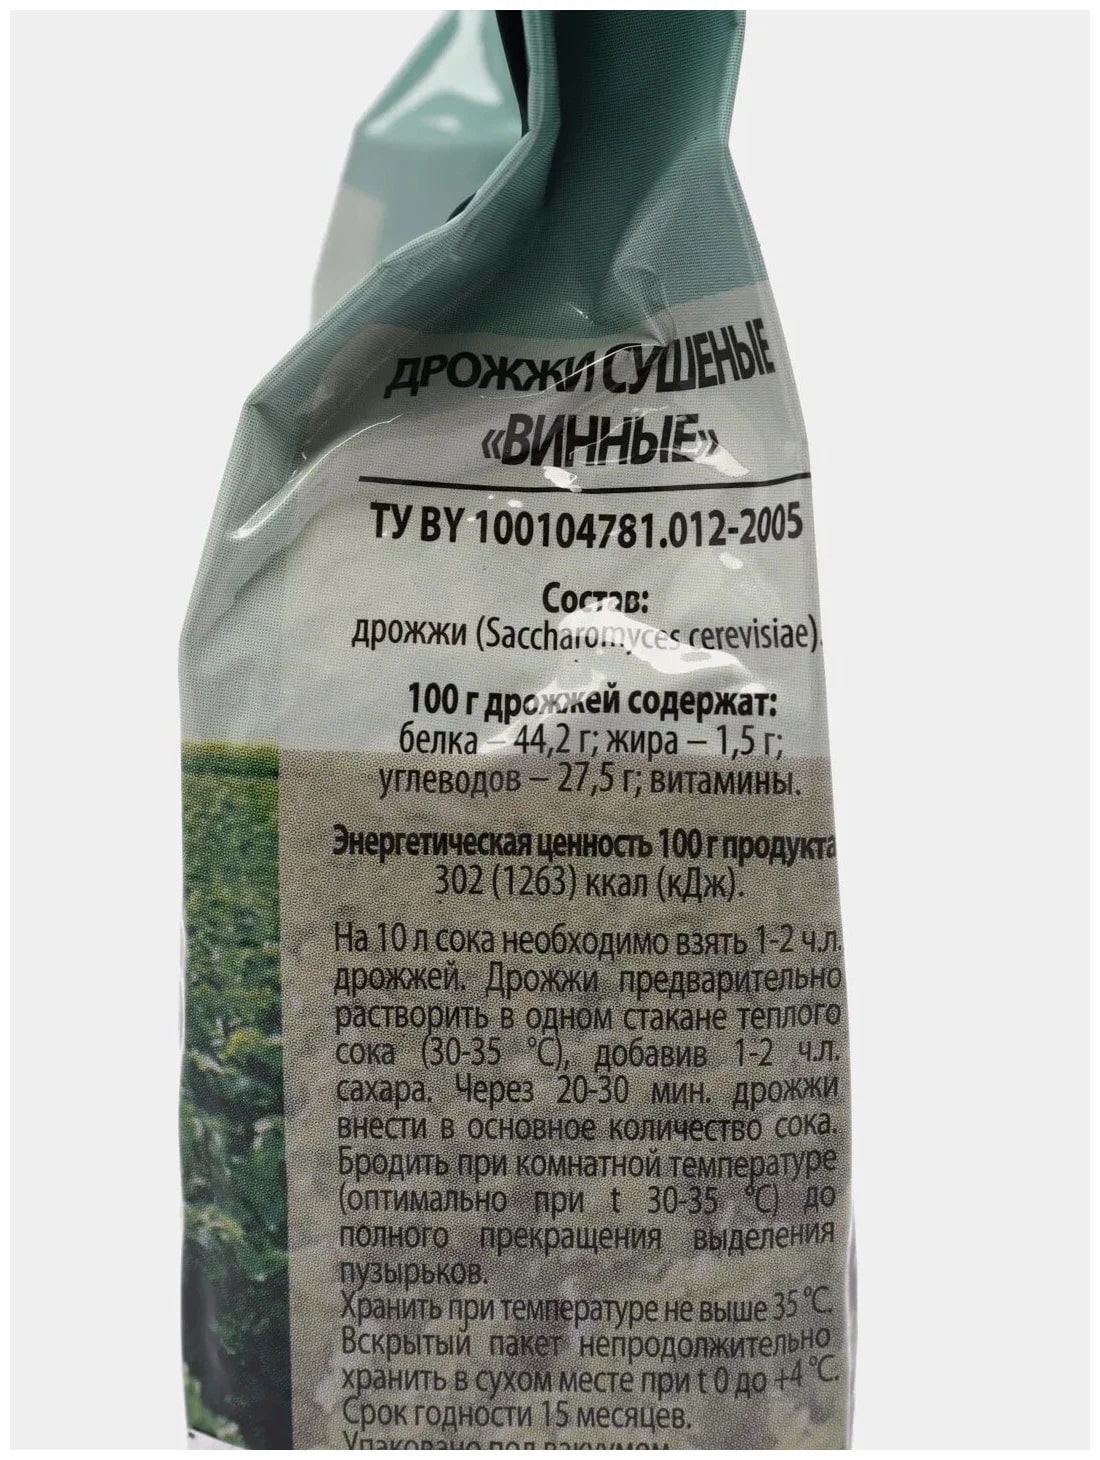 ДРОЖЖИ СУШЕНЫЕ
«ВИННЫЕ»
ТУ BY 100104781.012-2005
Состав:
дрожжи (Saccharomyces cerevisiae).
100 г дрожжей содержат:
белка – 44,2 г; жира – 1,5 г;
углеводов – 27,5 г; витамины.
Энергетическая ценность 100 г продукта
302 (1263) ккал (кДж).
На 10 л сока необходимо взять 1-2 ч.л.
дрожжей. Дрожжи предварительно
растворить в одном стакане теплого
сока (30-35 °С), добавив 1-2 ч.л.
сахара. Через 20-30 мин. дрожжи
внести в основное количество сока.
Бродить при комнатной температуре
(оптимально при t 30-35 °С) до
полного прекращения выделения
пузырьков.
Хранить при температуре не выше 35 °С.
Вскрытый пакет непродолжительно
хранить в сухом месте при t 0 до +4 °С.
Срок годности 15 месяцев.
Упаковано под вакуумом